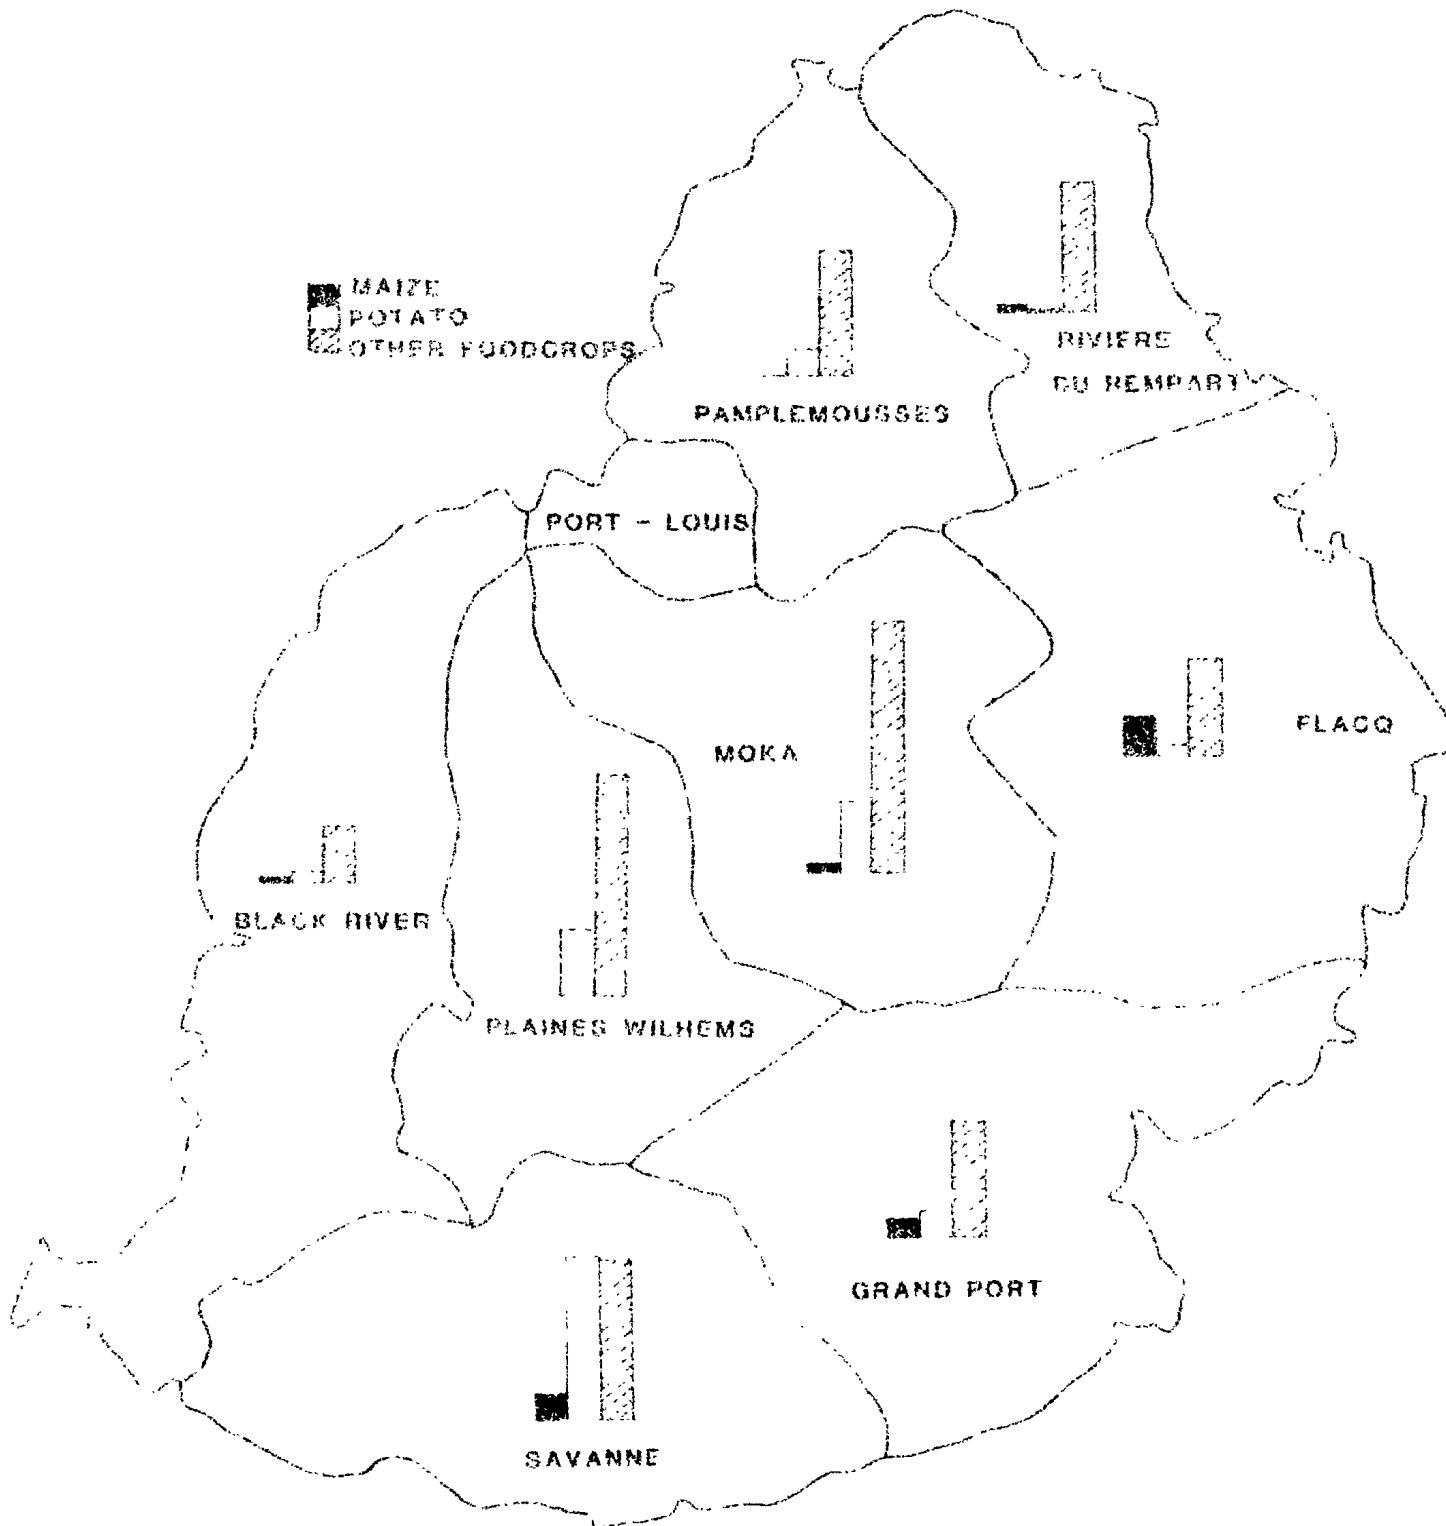 MAIZE
POTATO
OTHER FOODCROPS
RIVIERE
DU REMPART
PAMPLEMOUSSES
PORT - LOUIS
MOKA
FLACQ
BLACK RIVER
PLAINES WILHEMS
GRAND PORT
SAVANNE